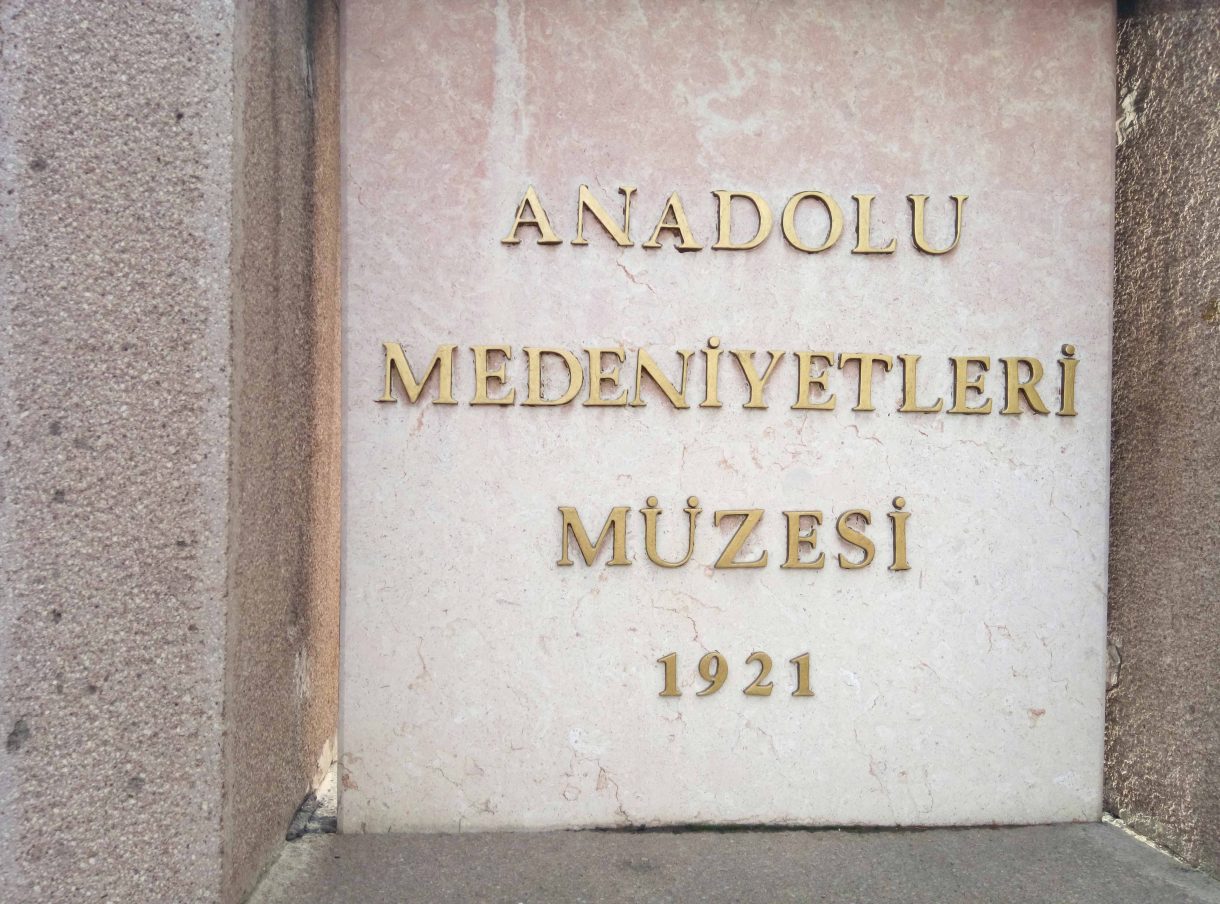 ANADOLU
MEDENİYETLERİ
MÜZESİ
1921